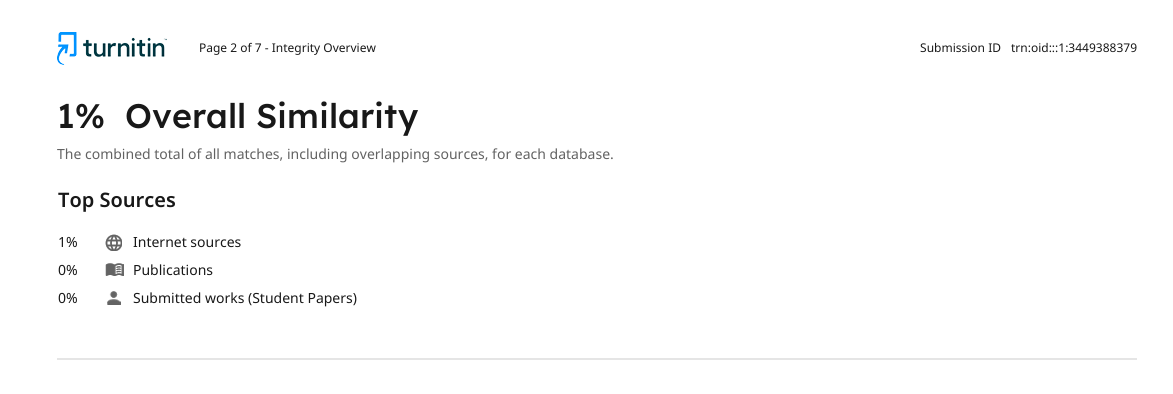 turnitin Page 2 of 7 - Integrity Overview Submission ID trn:oid:::1:3449388379
1% Overall Similarity
The combined total of all matches, including overlapping sources, for each database.
Top Sources
1% Internet sources
0% Publications
0% Submitted works (Student Papers)